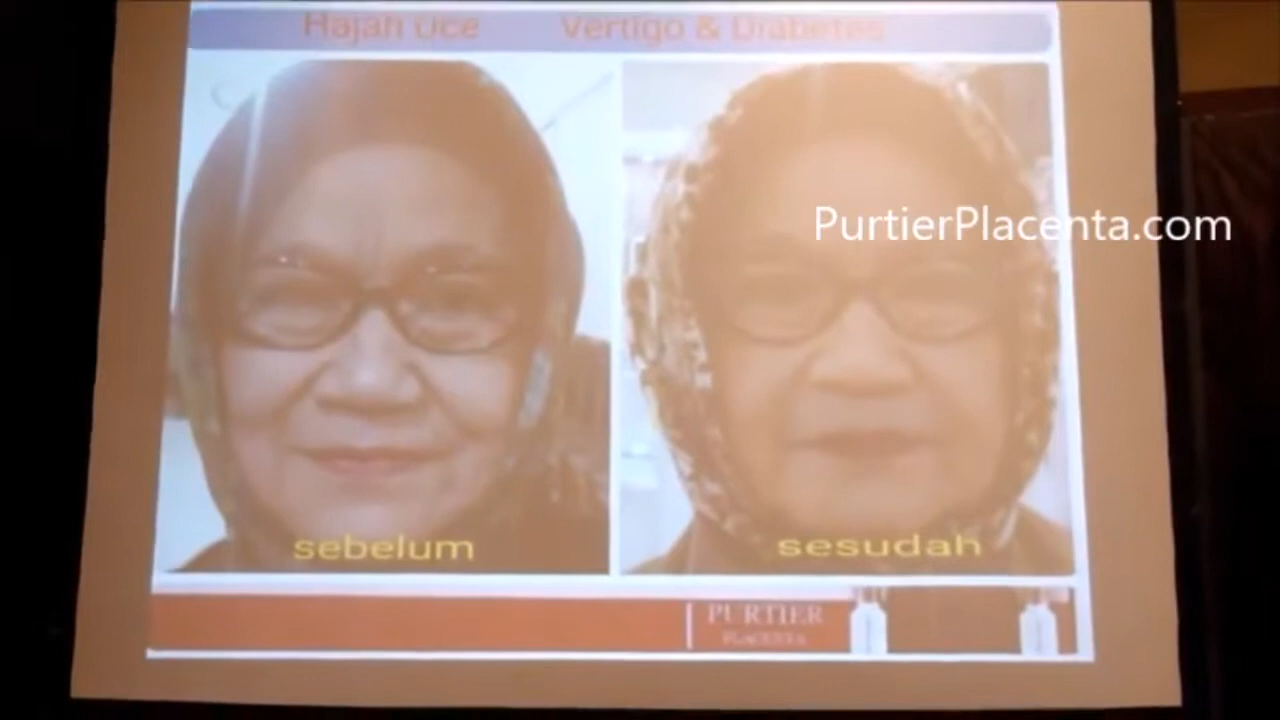 Hajah Uce Vertigo & Diabetes
PurtierPlacenta.com
sebelum
sesudah
PURTIER
PLACENTA